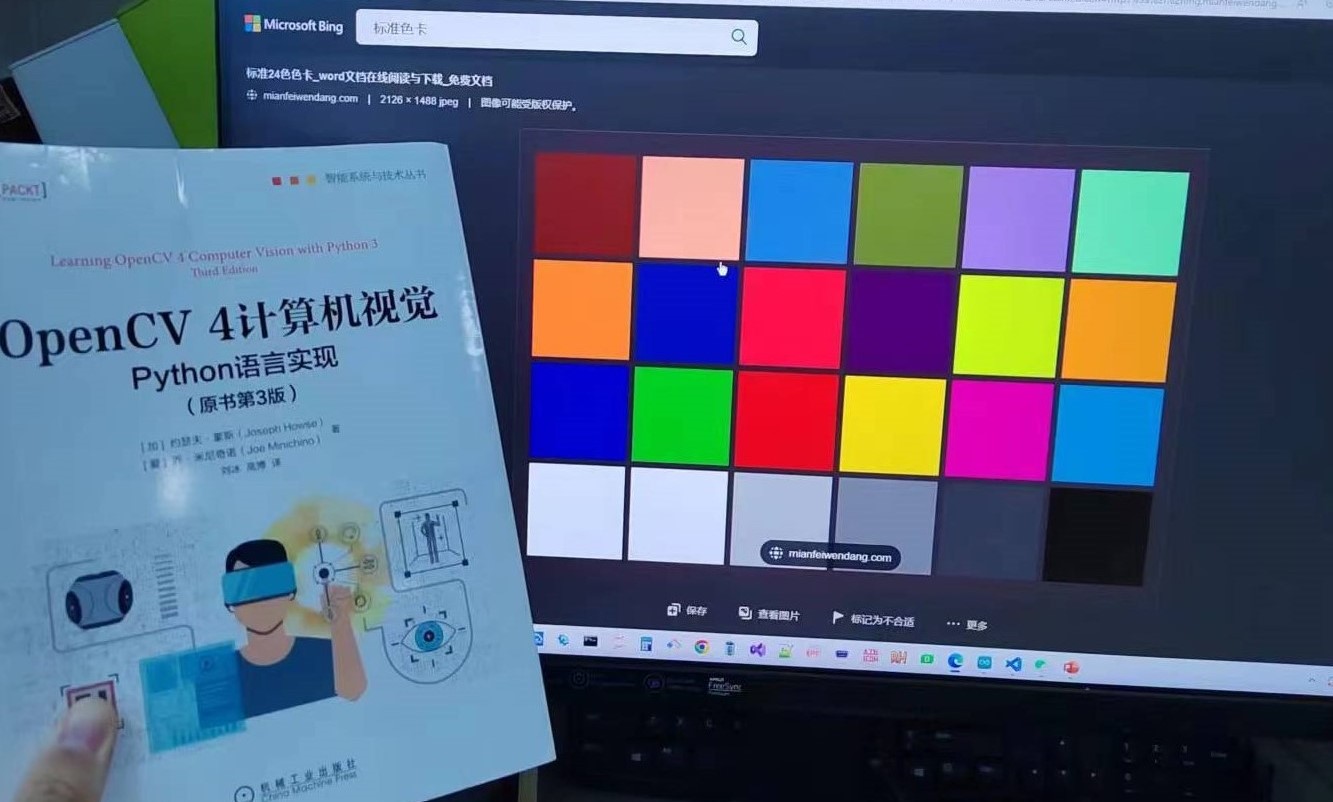 Microsoft Bing
标准色卡
标准24色色卡_word文档在线阅读与下载_免费文档
mianfeiwendang.com | 2126 × 1488 jpeg | 图像可能受版权保护。
mianfeiwendang.com
保存 查看图片 标记为不合适 ··· 更多
AMD
FreeSync
PACKT
智能系统与技术丛书
Learning OpenCV 4 Computer Vision with Python 3
Third Edition
OpenCV 4计算机视觉
Python语言实现
（原书第3版）
[加] 约瑟夫·豪斯（Joseph Howse）
[爱] 乔·米尼奇诺（Joe Minichino） 著
刘冰 高博 译
机械工业出版社
China Machine Press